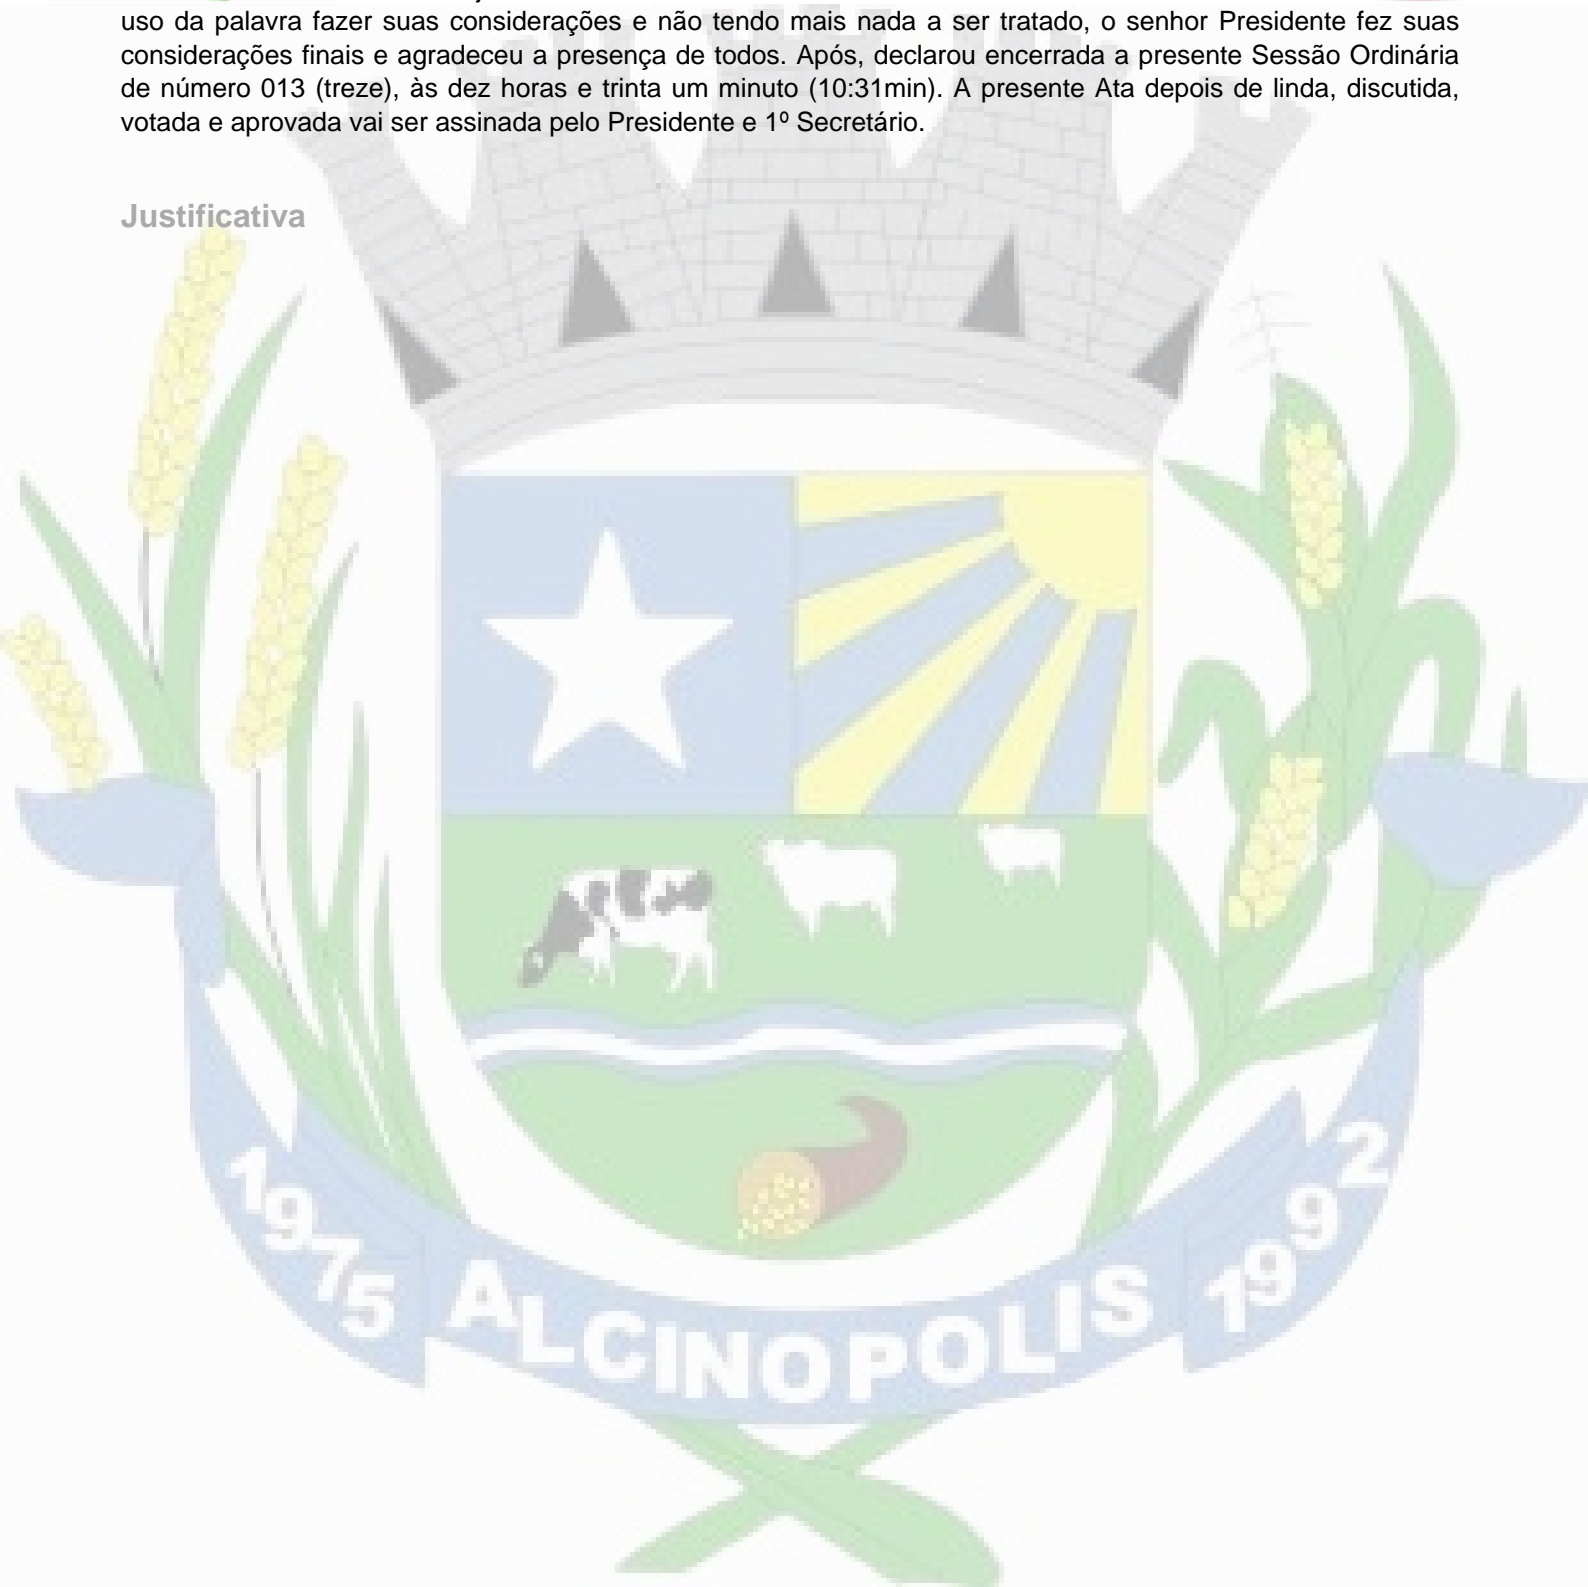 uso da palavra fazer suas considerações e não tendo mais nada a ser tratado, o senhor Presidente fez suas
considerações finais e agradeceu a presença de todos. Após, declarou encerrada a presente Sessão Ordinária
de número 013 (treze), às dez horas e trinta um minuto (10:31min). A presente Ata depois de linda, discutida,
votada e aprovada vai ser assinada pelo Presidente e 1º Secretário.
Justificativa
1975 ALCINOPOLIS 1992